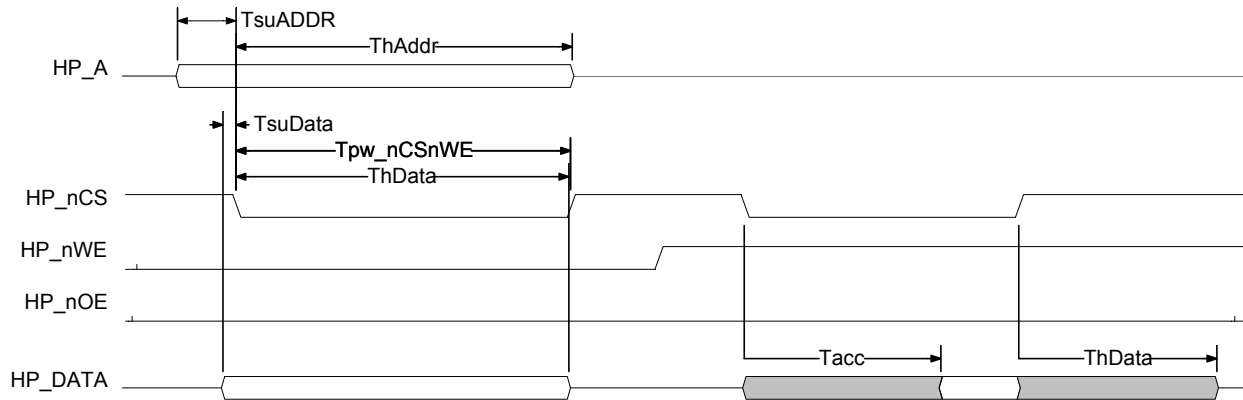 TsuADDR
ThAddr
HP_A
TsuData
Tpw_nCSnWE
ThData
HP_nCS
HP_nWE
HP_nOE
Tacc
ThData
HP_DATA